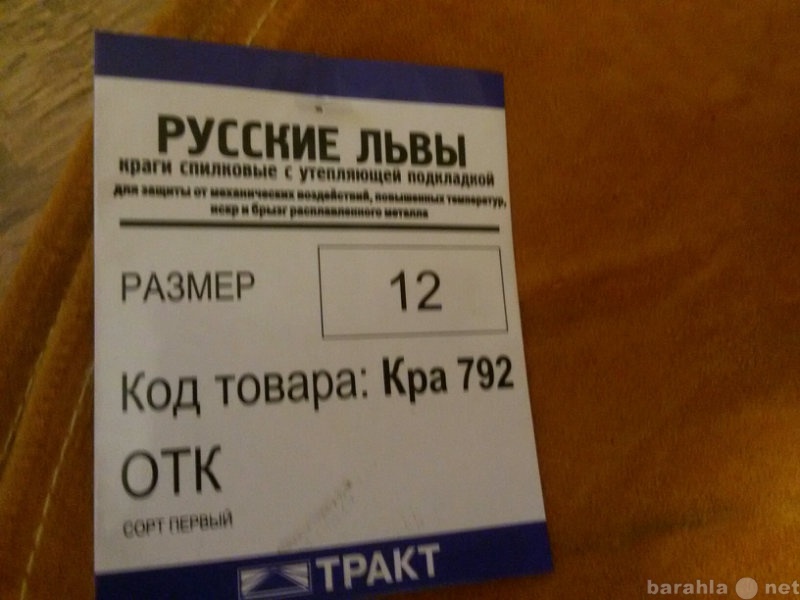 РУССКИЕ ЛЬВЫ
краги спилковые с утепляющей подкладкой
для защиты от механических воздействий, повышенных температур,
искр и брызг расплавленного металла
РАЗМЕР 12
Код товара: Кра 792
ОТК
СОРТ ПЕРВЫЙ
ТРАКТ
barahla net